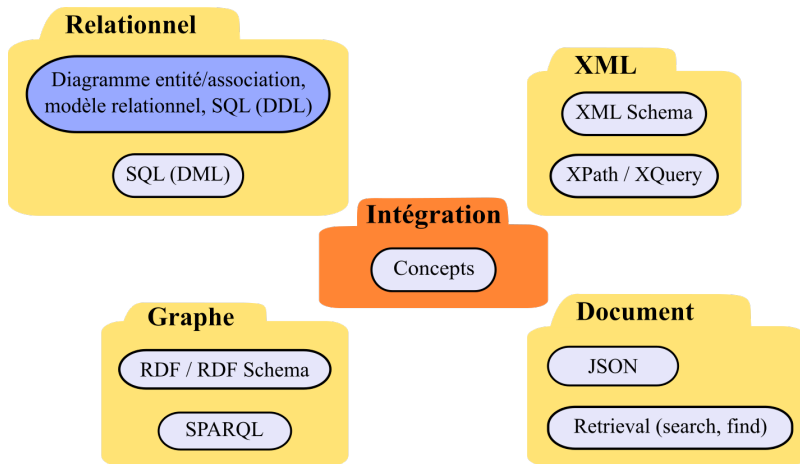 Relationnel
Diagramme entité/association,
modèle relationnel, SQL (DDL)
SQL (DML)
XML
XML Schema
XPath / XQuery
Intégration
Concepts
Graphe
RDF / RDF Schema
SPARQL
Document
JSON
Retrieval (search, find)